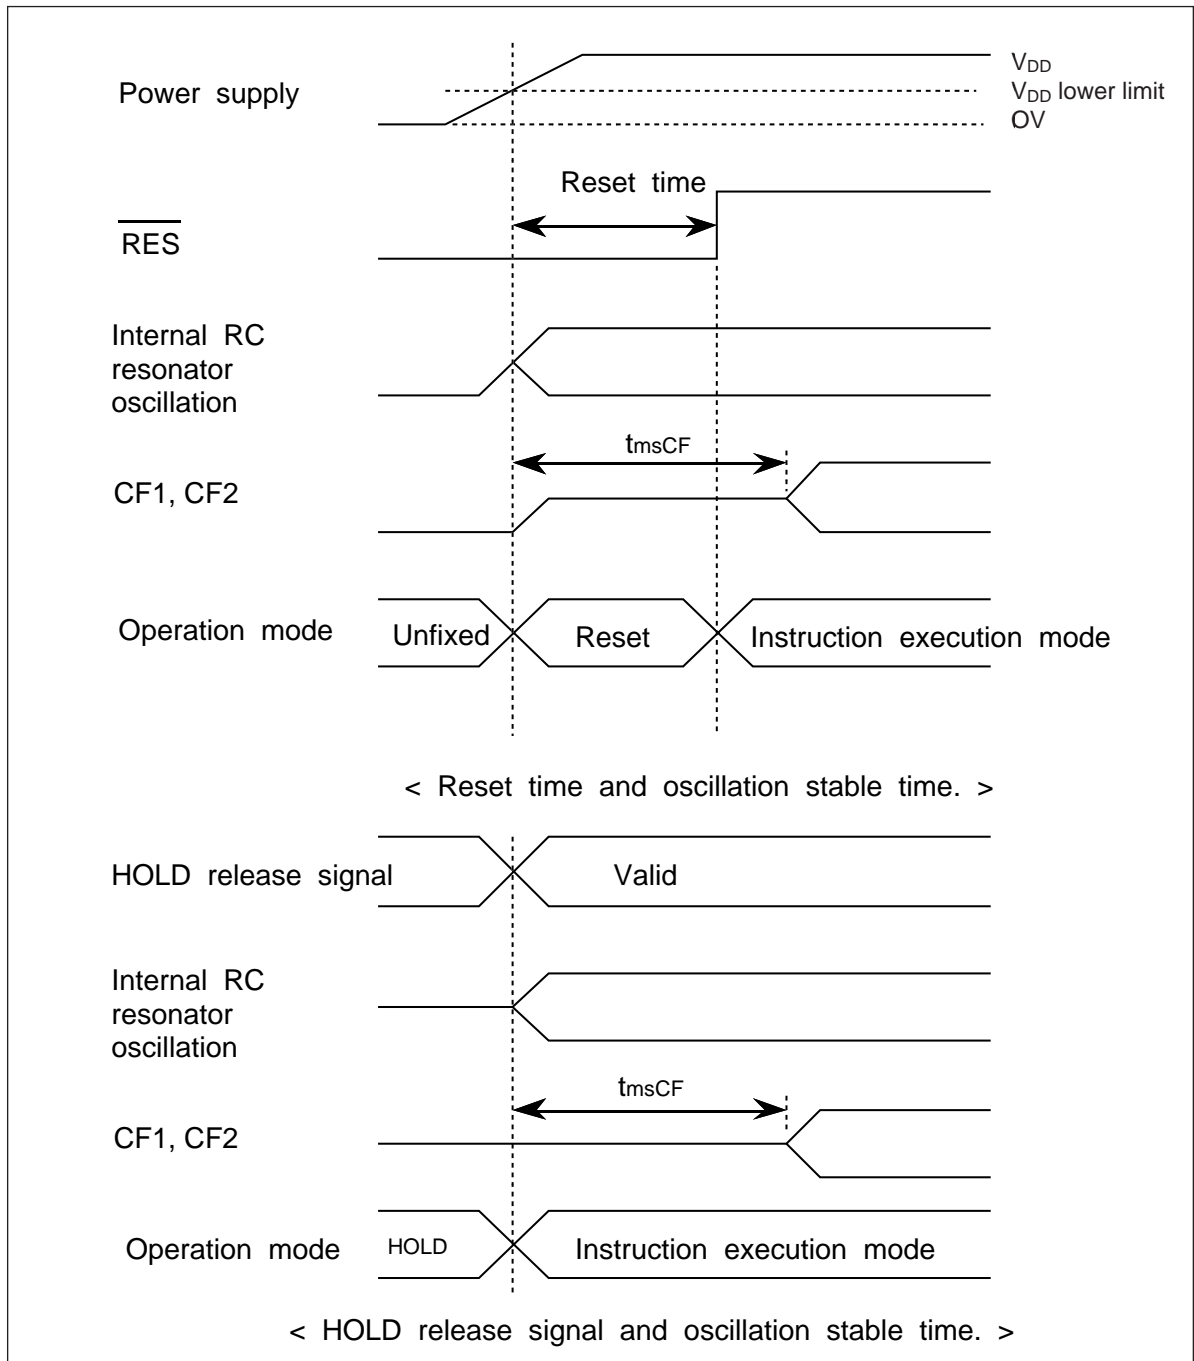 Power supply
VDD
VDD lower limit
OV
Reset time
RES
Internal RC
resonator
oscillation
tmsCF
CF1, CF2
Operation mode
Unfixed
Reset
Instruction execution mode
< Reset time and oscillation stable time. >
HOLD release signal
Valid
Internal RC
resonator
oscillation
tmsCF
CF1, CF2
Operation mode
HOLD
Instruction execution mode
< HOLD release signal and oscillation stable time. >